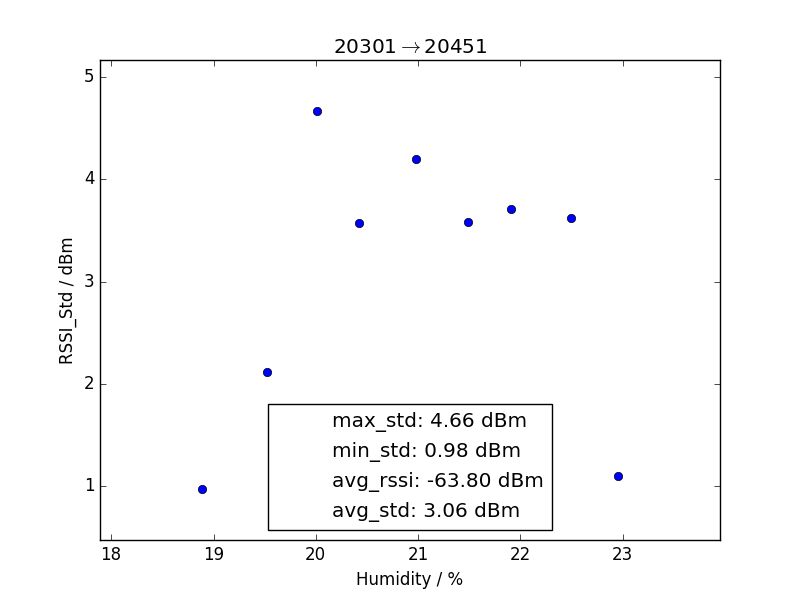 20301→20451
5
4
3
2
1
RSSI_Std / dBm
max_std: 4.66 dBm
min_std: 0.98 dBm
avg_rssi: -63.80 dBm
avg_std: 3.06 dBm
18 19 20 21 22 23
Humidity / %